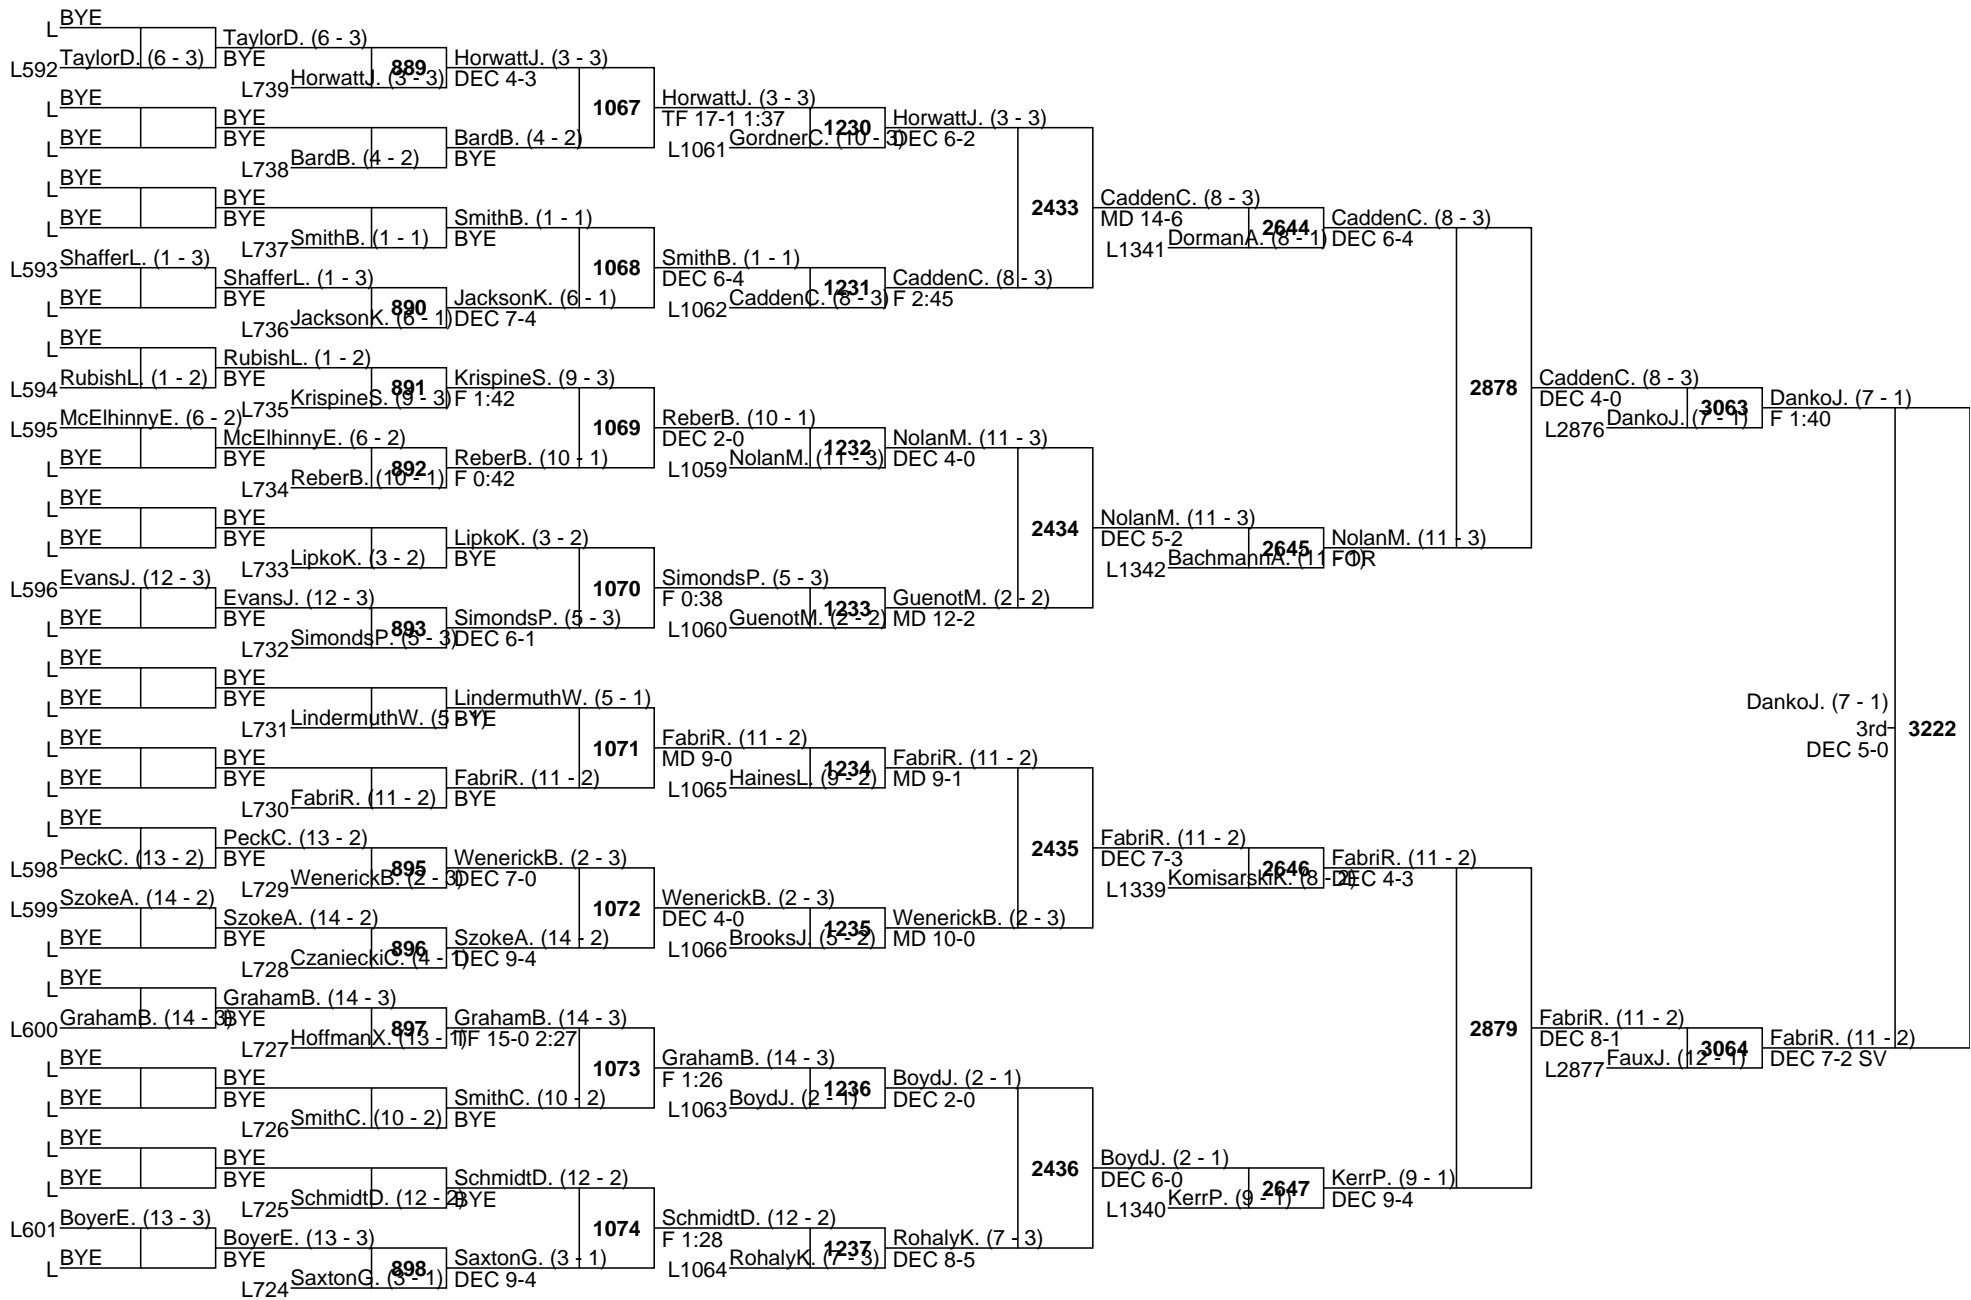 BYE
L
TaylorD. (6 - 3)
BYE
L592 TaylorD. (6 - 3)
889
HorwattJ. (3 - 3)
DEC 4-3
L739 HorwattJ. (3 - 3)
L BYE
1067
HorwattJ. (3 - 3)
TF 17-1 1:37
BYE
BYE
1230
HorwattJ. (3 - 3)
DEC 6-2
L BYE
BardB. (4 - 2)
BYE
L1061 GordnerC. (10 - 3)
L738 BardB. (4 - 2)
L BYE
BYE
BYE
2433
CaddenC. (8 - 3)
MD 14-6
L BYE
SmithB. (1 - 1)
BYE
2644
CaddenC. (8 - 3)
DEC 6-4
L737 SmithB. (1 - 1)
L1341 DormanA. (8 - 1)
L593 ShafferL. (1 - 3)
1068
SmithB. (1 - 1)
DEC 6-4
ShafferL. (1 - 3)
BYE
1231
CaddenC. (8 - 3)
F 2:45
L BYE
890
JacksonK. (6 - 1)
DEC 7-4
L1062 CaddenC. (8 - 3)
L736 JacksonK. (6 - 1)
L BYE
RubishL. (1 - 2)
BYE
L594 RubishL. (1 - 2)
891
KrispineS. (9 - 3)
F 1:42
2878
CaddenC. (8 - 3)
DEC 4-0
L735 KrispineS. (9 - 3)
3063
DankoJ. (7 - 1)
F 1:40
L595 McElhinnyE. (6 - 2)
1069
ReberB. (10 - 1)
DEC 2-0
L2876 DankoJ. (7 - 1)
McElhinnyE. (6 - 2)
BYE
1232
NolanM. (11 - 3)
DEC 4-0
L BYE
892
ReberB. (10 - 1)
F 0:42
L1059 NolanM. (11 - 3)
L734 ReberB. (10 - 1)
L BYE
BYE
BYE
2434
NolanM. (11 - 3)
DEC 5-2
L BYE
LipkoK. (3 - 2)
BYE
2645
NolanM. (11 - 3)
FOR
L733 LipkoK. (3 - 2)
L1342 BachmannA. (11 - 1)
L596 EvansJ. (12 - 3)
1070
SimondsP. (5 - 3)
F 0:38
EvansJ. (12 - 3)
BYE
1233
GuenotM. (2 - 2)
MD 12-2
L BYE
893
SimondsP. (5 - 3)
DEC 6-1
L1060 GuenotM. (2 - 2)
L732 SimondsP. (5 - 3)
L BYE
BYE
BYE
L BYE
LindermuthW. (5 - 1)
BYE
DankoJ. (7 - 1)
3rd
DEC 5-0
3222
L731 LindermuthW. (5 - 1)
L BYE
1071
FabriR. (11 - 2)
MD 9-0
BYE
BYE
1234
FabriR. (11 - 2)
MD 9-1
L BYE
FabriR. (11 - 2)
BYE
L1065 HainesL. (9 - 2)
L730 FabriR. (11 - 2)
L BYE
PeckC. (13 - 2)
BYE
2435
FabriR. (11 - 2)
DEC 7-3
L598 PeckC. (13 - 2)
895
WenerickB. (2 - 3)
DEC 7-0
2646
FabriR. (11 - 2)
DEC 4-3
L729 WenerickB. (2 - 3)
L1339 KomisarskiK. (8 - 2)
L599 SzokeA. (14 - 2)
1072
WenerickB. (2 - 3)
DEC 4-0
SzokeA. (14 - 2)
BYE
1235
WenerickB. (2 - 3)
MD 10-0
L BYE
896
SzokeA. (14 - 2)
DEC 9-4
L1066 BrooksJ. (5 - 2)
L728 CzanieckiC. (4 - 1)
L BYE
GrahamB. (14 - 3)
BYE
L600 GrahamB. (14 - 3)
897
GrahamB. (14 - 3)
TF 15-0 2:27
2879
FabriR. (11 - 2)
DEC 8-1
L727 HoffmanX. (13 - 1)
3064
FabriR. (11 - 2)
DEC 7-2 SV
L BYE
1073
GrahamB. (14 - 3)
F 1:26
L2877 FauxJ. (12 - 1)
BYE
BYE
1236
BoydJ. (2 - 1)
DEC 2-0
L BYE
SmithC. (10 - 2)
BYE
L1063 BoydJ. (2 - 1)
L726 SmithC. (10 - 2)
L BYE
BYE
BYE
2436
BoydJ. (2 - 1)
DEC 6-0
L BYE
SchmidtD. (12 - 2)
BYE
2647
KerrP. (9 - 1)
DEC 9-4
L725 SchmidtD. (12 - 2)
L1340 KerrP. (9 - 1)
L601 BoyerE. (13 - 3)
1074
SchmidtD. (12 - 2)
F 1:28
BoyerE. (13 - 3)
BYE
1237
RohalyK. (7 - 3)
DEC 8-5
L BYE
898
SaxtonG. (3 - 1)
DEC 9-4
L1064 RohalyK. (7 - 3)
L724 SaxtonG. (3 - 1)